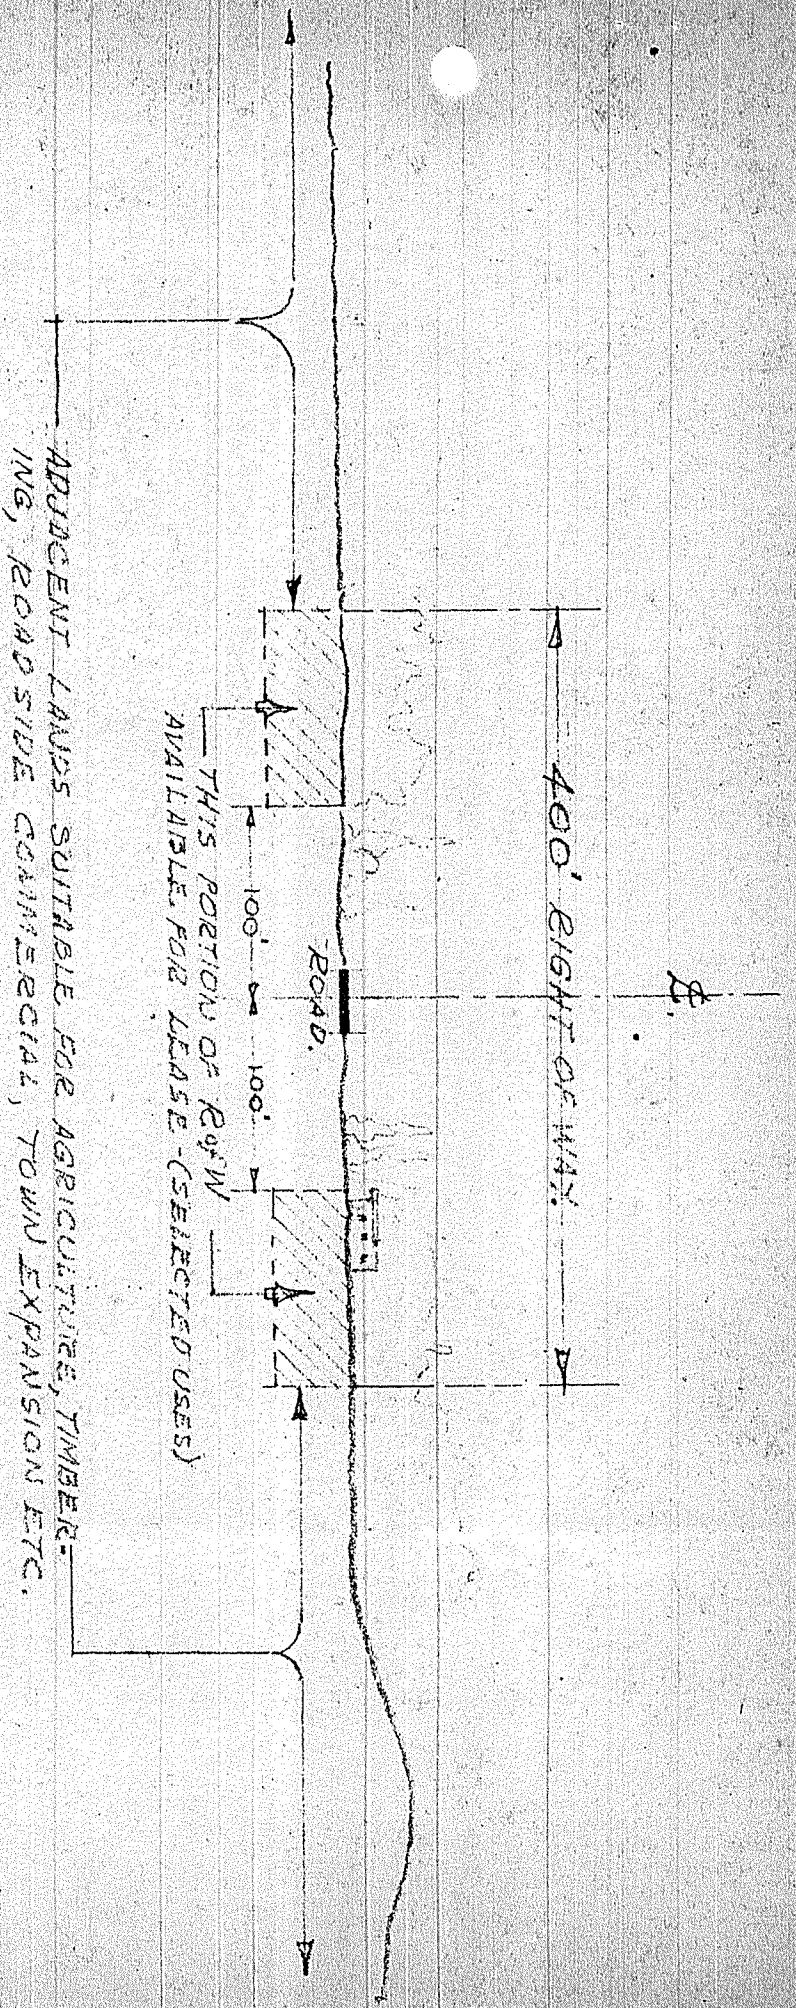 ℄.
400' RIGHT-OF-WAY.
ROAD.
100'
100'
THIS PORTION OF R of W
AVAILABLE FOR LEASE-(SELECTED USES)
ADJACENT LANDS SUITABLE FOR AGRICULTURE, TIMBER-
ING, ROADSIDE COMMERCIAL, TOWN EXPANSION ETC.